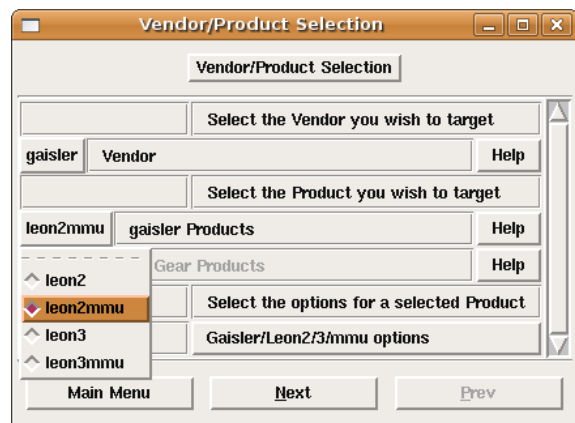 Vendor/Product Selection
Vendor/Product Selection
Select the Vendor you wish to target
gaisler Vendor Help
Select the Product you wish to target
leon2mmu gaisler Products Help
Gear Products Help
leon2
leon2mmu Select the options for a selected Product
leon3 Gaisler/Leon2/3/mmu options
leon3mmu
Main Menu Next Prev